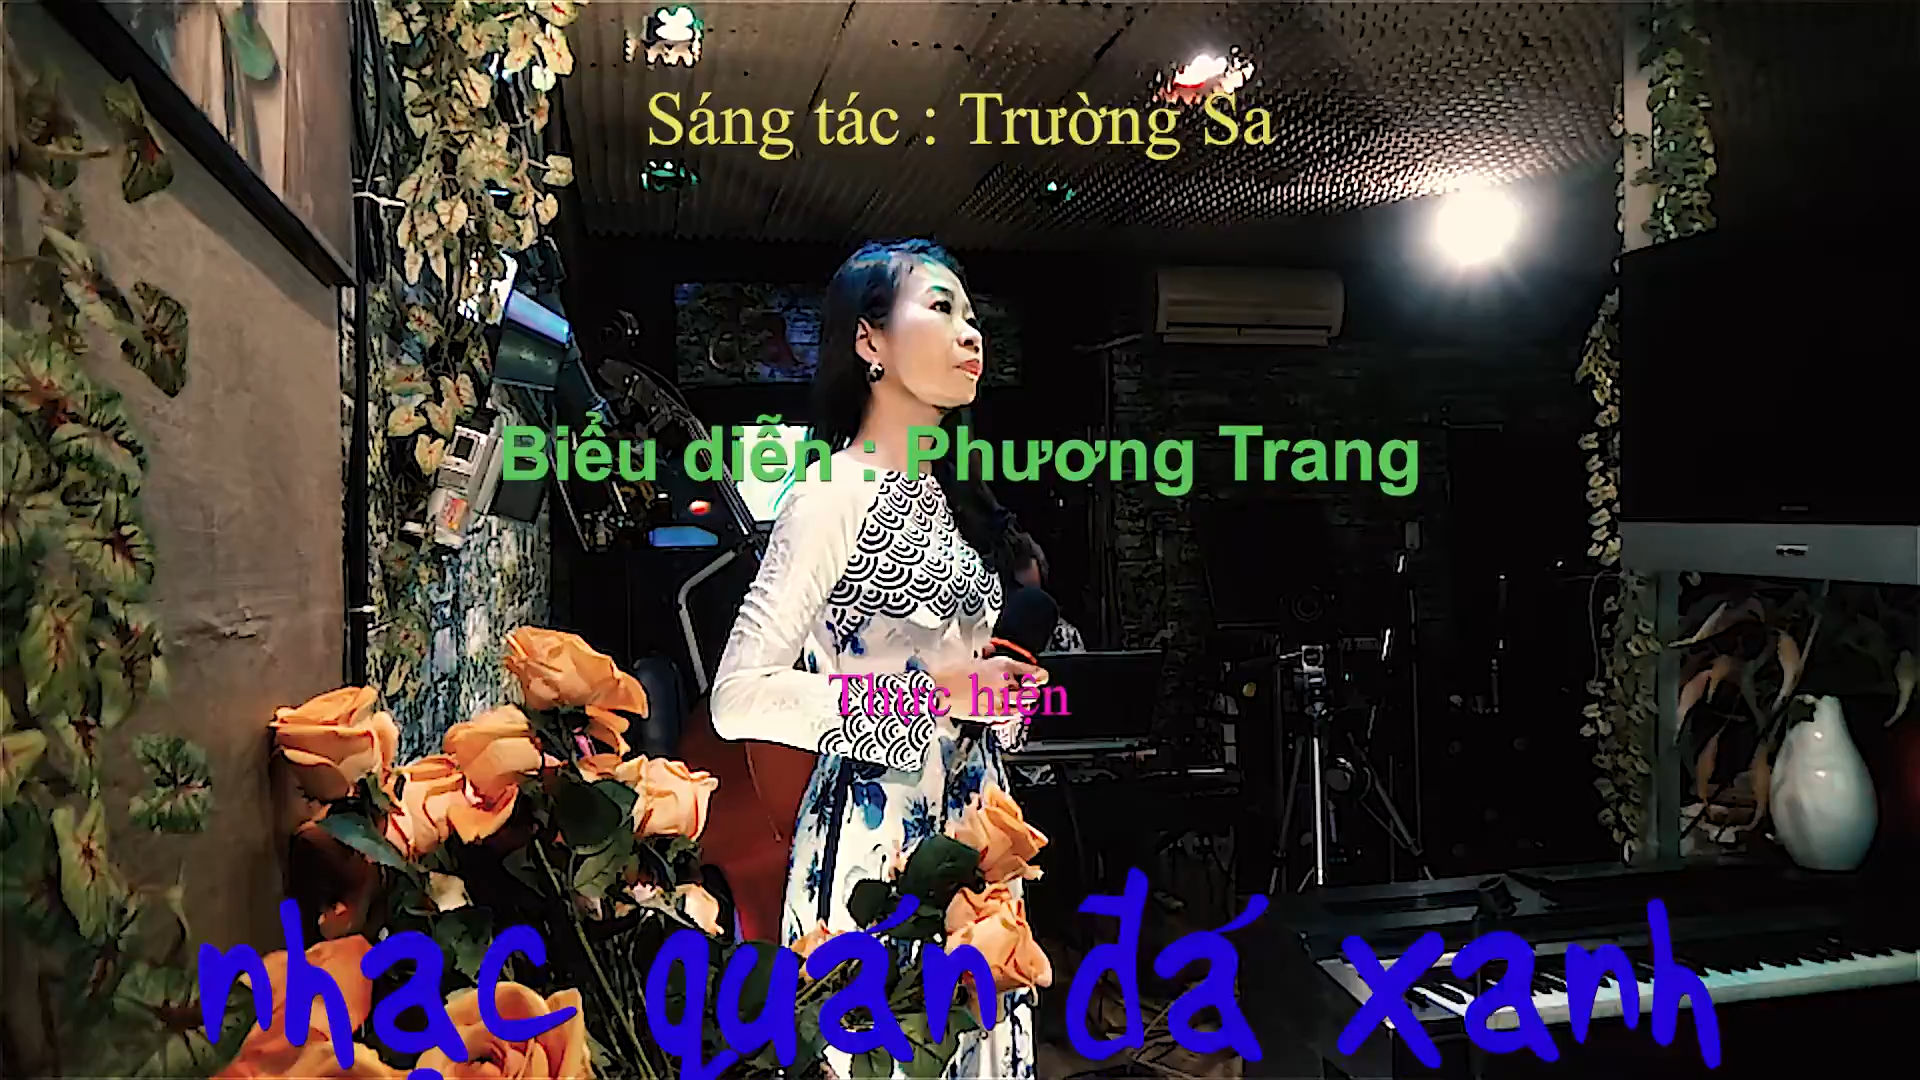 Sáng tác : Trường Sa
Biểu diễn : Phương Trang
Thực hiện
nhạc quán đá xanh